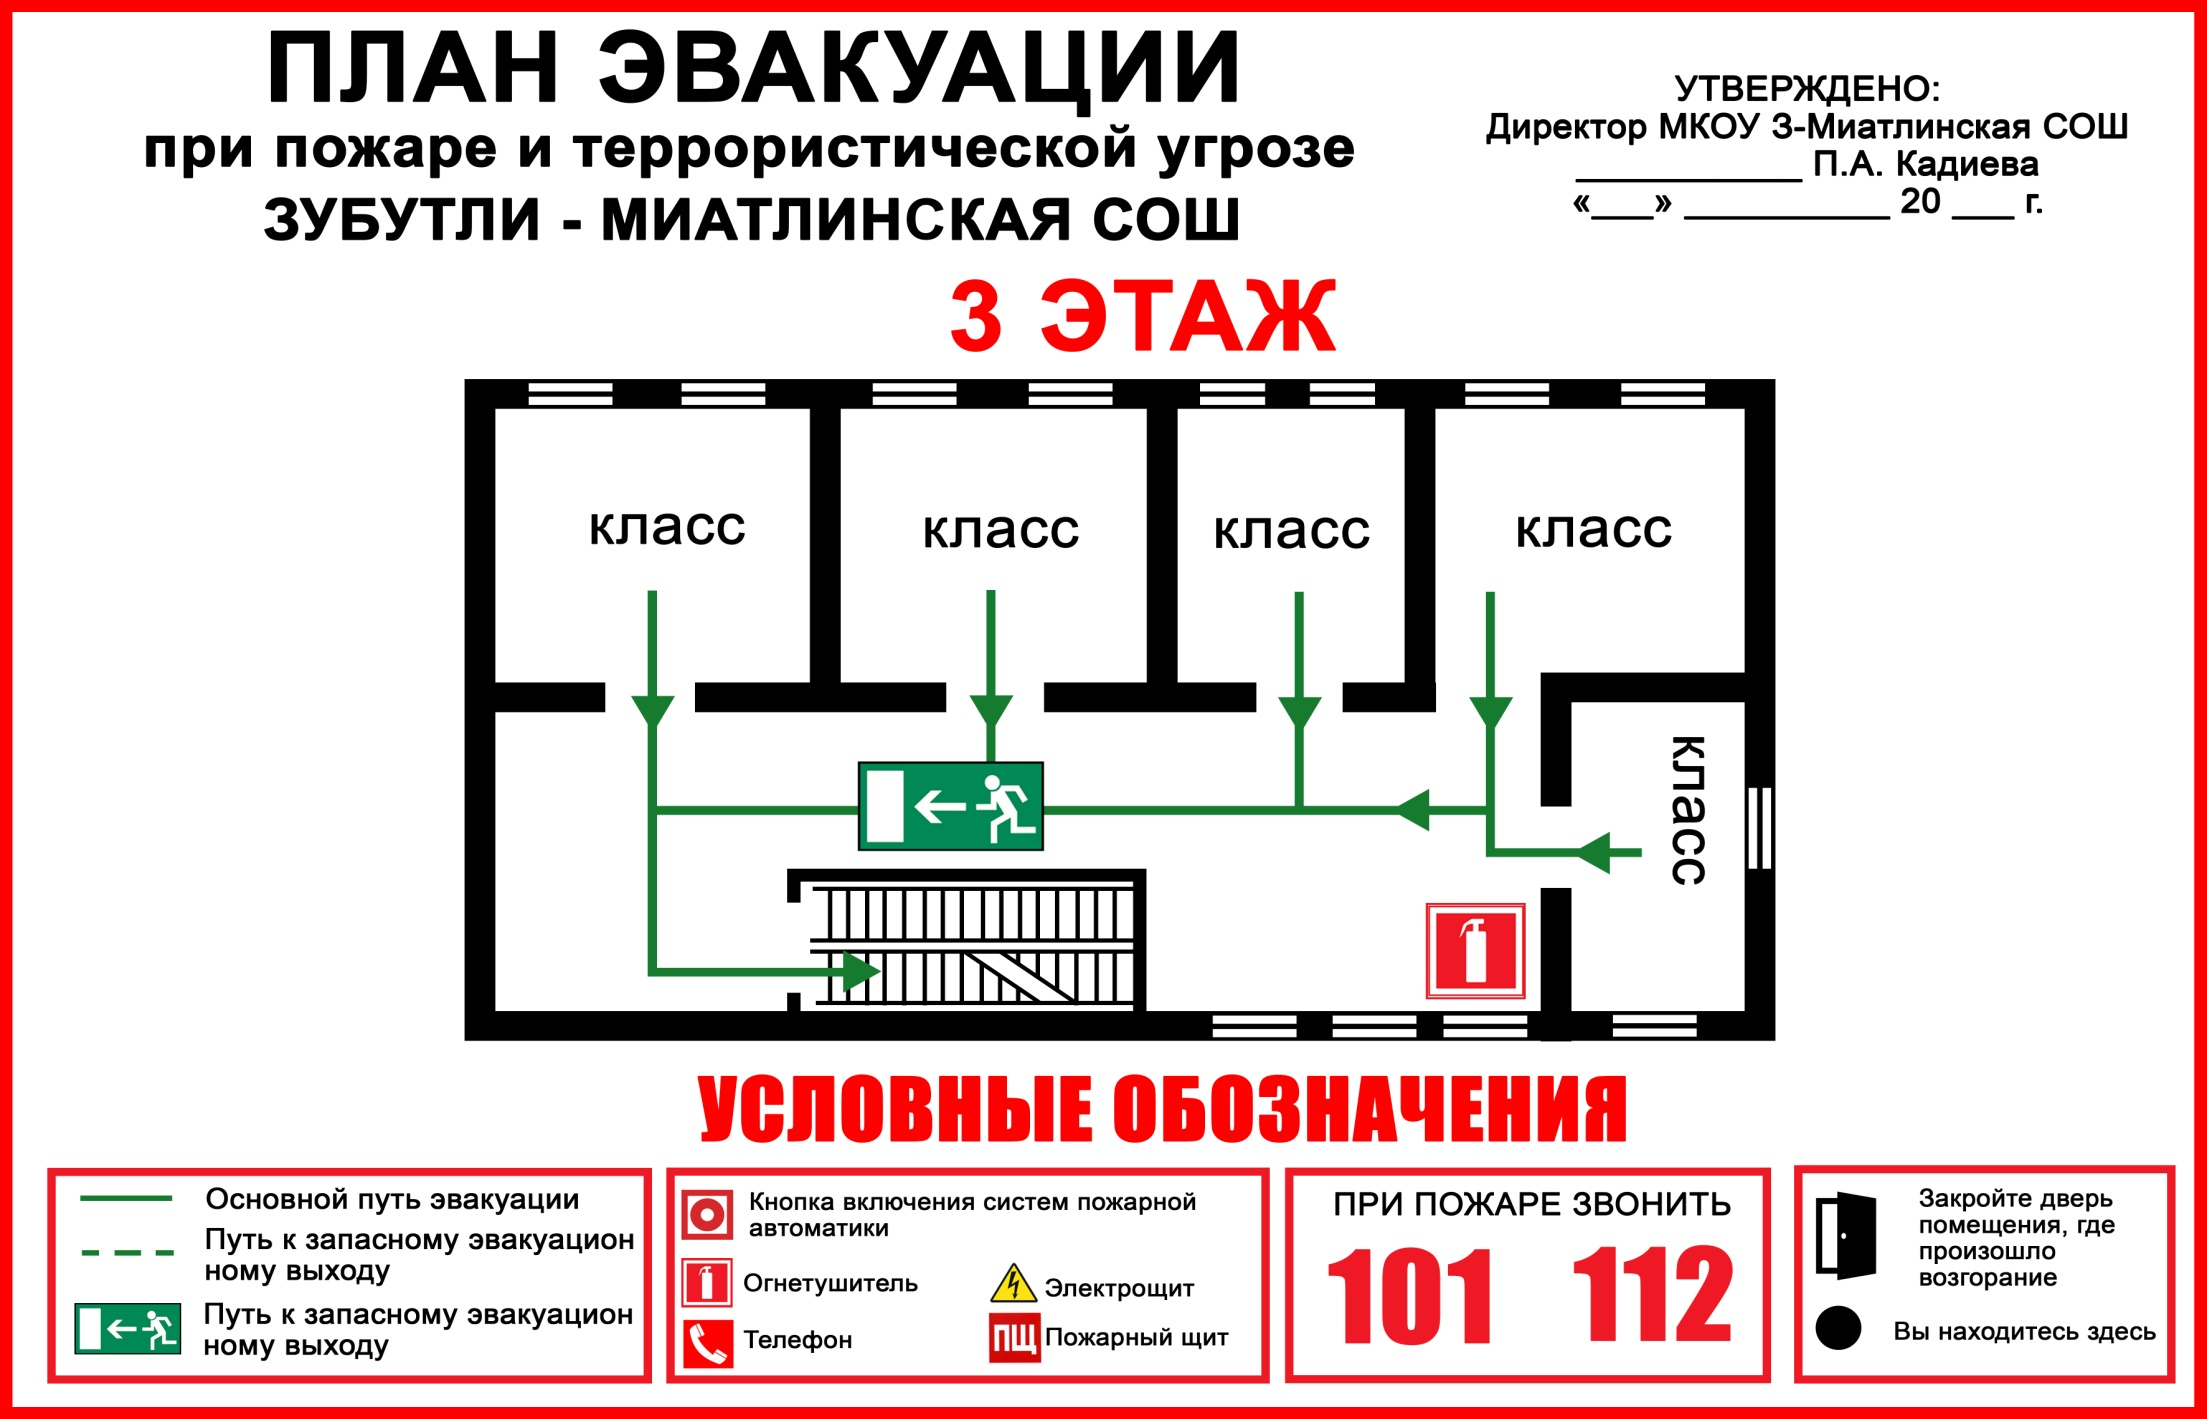 ПЛАН ЭВАКУАЦИИ
при пожаре и террористической угрозе
ЗУБУТЛИ - МИАТЛИНСКАЯ СОШ
УТВЕРЖДЕНО:
Директор МКОУ З-Миатлинская СОШ
____________ П.А. Кадиева
«___» ___________ 20 ___ г.
3 ЭТАЖ
класс
класс
класс
класс
класс
УСЛОВНЫЕ ОБОЗНАЧЕНИЯ
Основной путь эвакуации
Путь к запасному эвакуацион
ному выходу
Путь к запасному эвакуацион
ному выходу
Кнопка включения систем пожарной
автоматики
Огнетушитель
Электрощит
Телефон
ПЩ Пожарный щит
ПРИ ПОЖАРЕ ЗВОНИТЬ
101 112
Закройте дверь
помещения, где
произошло
возгорание
Вы находитесь здесь